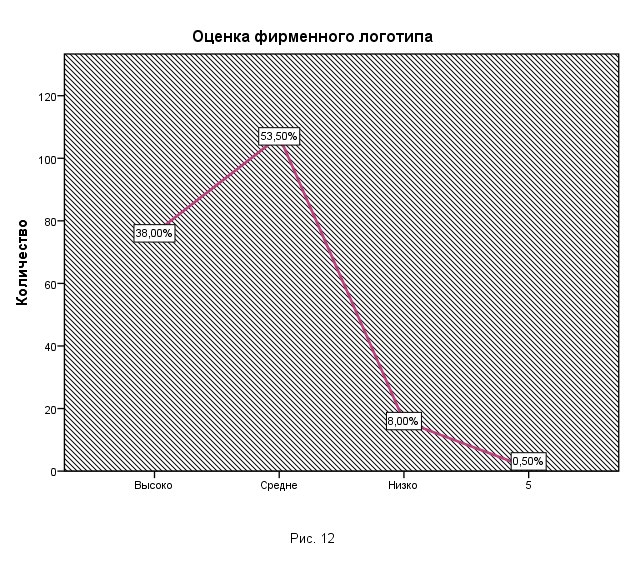 Оценка фирменного логотипа
Количество
120
100
80
60
40
20
0
53,50%
38,00%
8,00%
0,50%
Высоко Средне Низко 5
Рис. 12